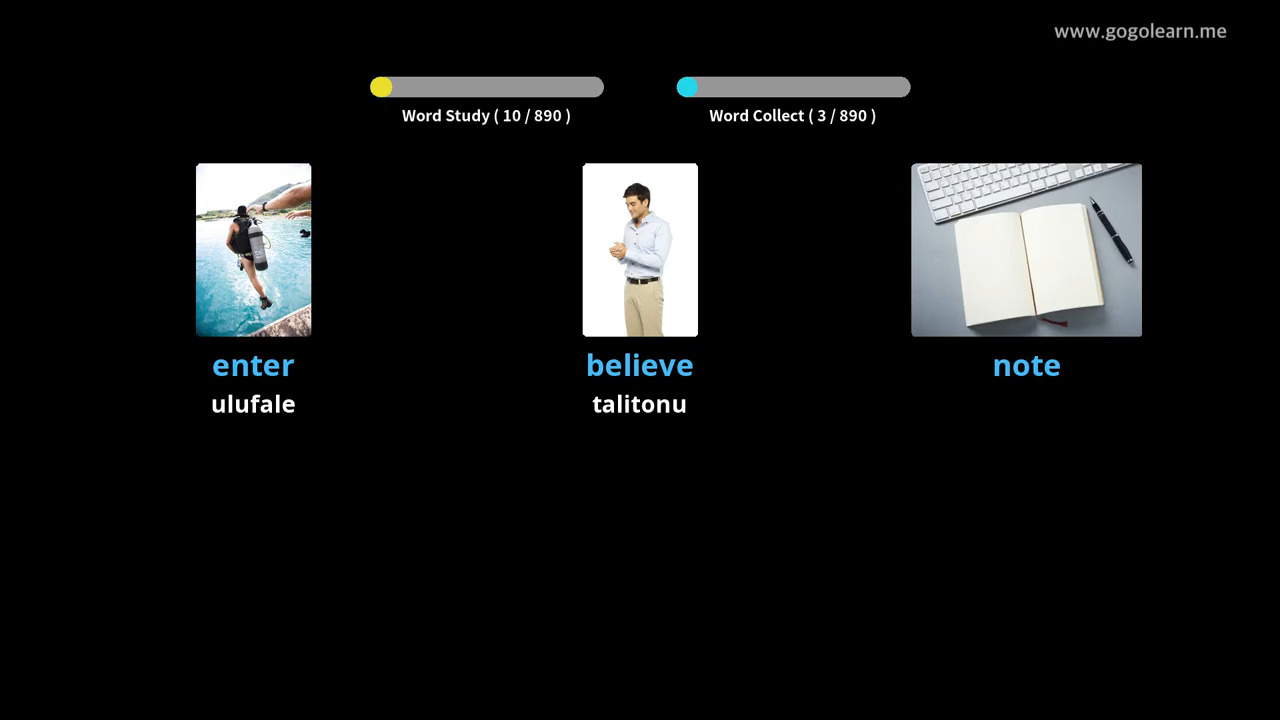 www.gogolearn.me
Word Study ( 10 / 890 )
Word Collect ( 3 / 890 )
enter
ulufale
believe
talitonu
note